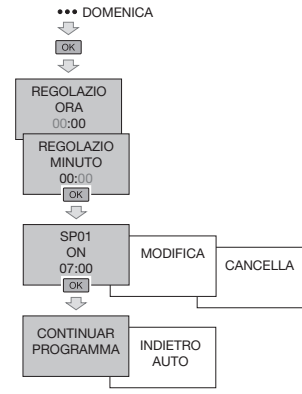 ••• DOMENICA
OK
REGOLAZIO
ORA
00:00
REGOLAZIO
MINUTO
00:00
OK
SP01
ON
07:00
OK
MODIFICA
CANCELLA
CONTINUAR
PROGRAMMA
INDIETRO
AUTO